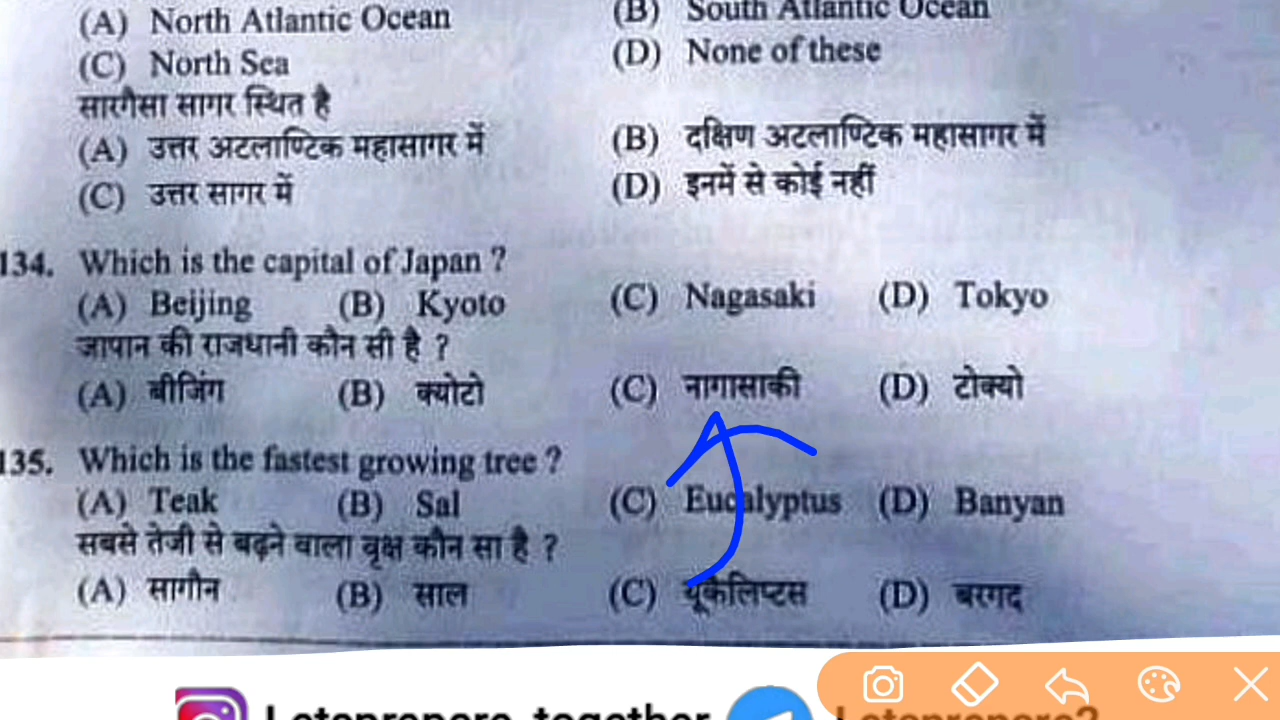 (A) North Atlantic Ocean (B) South Atlantic Ocean
(C) North Sea (D) None of these
सारगैसा सागर स्थित है
(A) उत्तर अटलाण्टिक महासागर में (B) दक्षिण अटलाण्टिक महासागर में
(C) उत्तर सागर में (D) इनमें से कोई नहीं
134. Which is the capital of Japan ?
(A) Beijing (B) Kyoto (C) Nagasaki (D) Tokyo
जापान की राजधानी कौन सी है ?
(A) बीजिंग (B) क्योटो (C) नागासाकी (D) टोक्यो
135. Which is the fastest growing tree ?
(A) Teak (B) Sal (C) Eucalyptus (D) Banyan
सबसे तेजी से बढ़ने वाला वृक्ष कौन सा है ?
(A) सागौन (B) साल (C) यूकेलिप्टस (D) बरगद
Letsprepare_together Letsprepare2